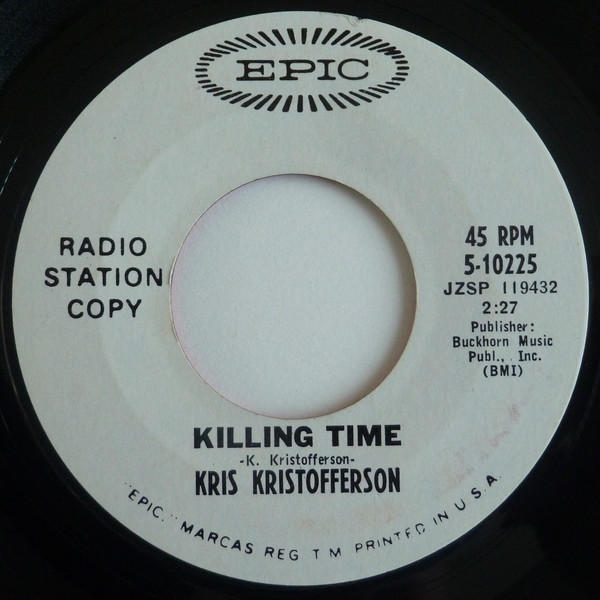 EPIC
RADIO
STATION
COPY
45 RPM
5-10225
JZSP 119432
2:27
Publisher:
Buckhorn Music
Publ., Inc.
(BMI)
KILLING TIME
-K. Kristofferson-
KRIS KRISTOFFERSON
"EPIC," MARCAS REG T M PRINTED IN U.S.A.